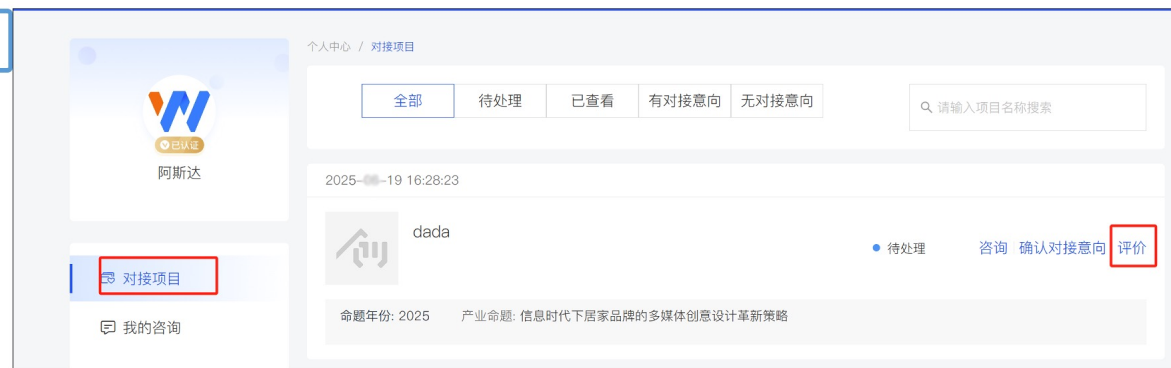 个人中心 / 对接项目
全部 待处理 已查看 有对接意向 无对接意向
请输入项目名称搜索
已认证
阿斯达
2025- -19 16:28:23
dada
待处理 咨询 确认对接意向 评价
对接项目
命题年份: 2025 产业命题: 信息时代下居家品牌的多媒体创意设计革新策略
我的咨询